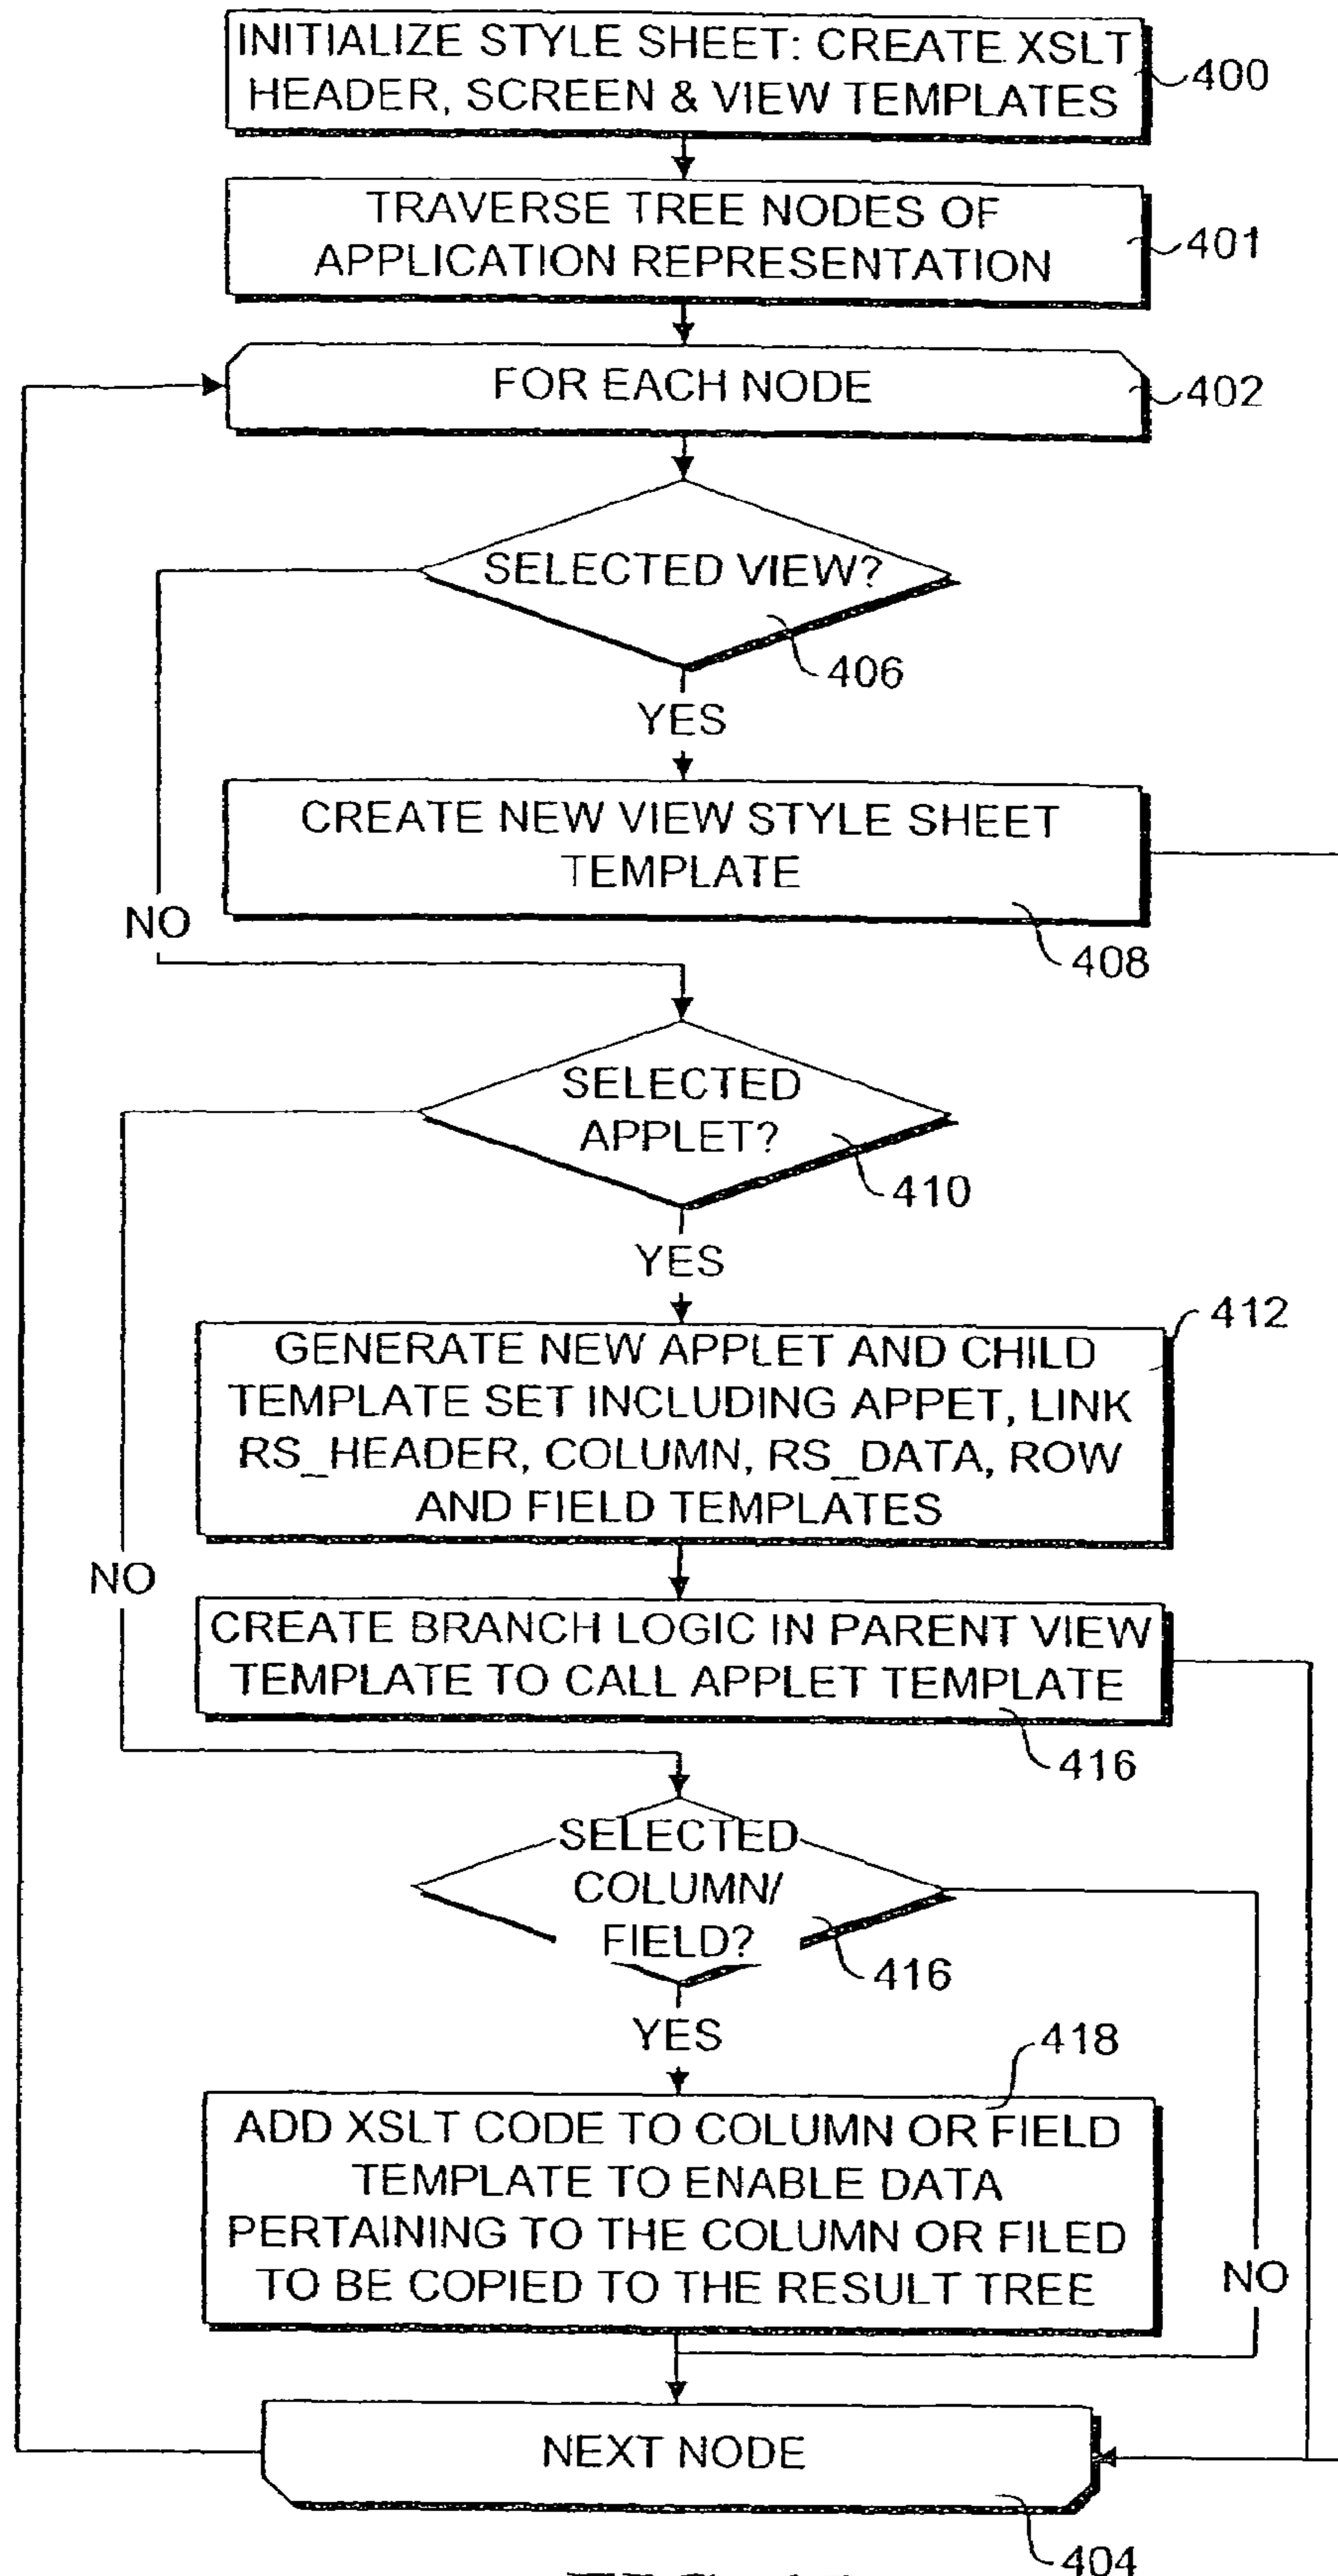 INITIALIZE STYLE SHEET: CREATE XSLT
HEADER, SCREEN & VIEW TEMPLATES
400
TRAVERSE TREE NODES OF
APPLICATION REPRESENTATION
401
FOR EACH NODE
402
SELECTED VIEW?
406
YES
CREATE NEW VIEW STYLE SHEET
TEMPLATE
NO
408
SELECTED
APPLET?
410
YES
412
GENERATE NEW APPLET AND CHILD
TEMPLATE SET INCLUDING APPET, LINK
RS_HEADER, COLUMN, RS_DATA, ROW
AND FIELD TEMPLATES
NO
CREATE BRANCH LOGIC IN PARENT VIEW
TEMPLATE TO CALL APPLET TEMPLATE
416
SELECTED
COLUMN/
FIELD?
416
YES
418
ADD XSLT CODE TO COLUMN OR FIELD
TEMPLATE TO ENABLE DATA
PERTAINING TO THE COLUMN OR FILED
TO BE COPIED TO THE RESULT TREE
NO
NEXT NODE
404